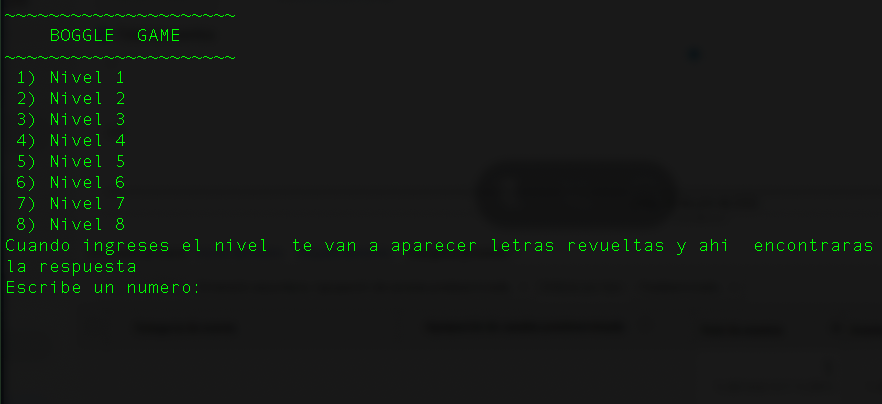 ~~~~~~~~~~~~~~~~~~~~~
BOGGLE  GAME
~~~~~~~~~~~~~~~~~~~~~
1) Nivel 1
2) Nivel 2
3) Nivel 3
4) Nivel 4
5) Nivel 5
6) Nivel 6
7) Nivel 7
8) Nivel 8
Cuando ingreses el nivel  te van a aparecer letras revueltas y ahi  encontraras
la respuesta
Escribe un numero: